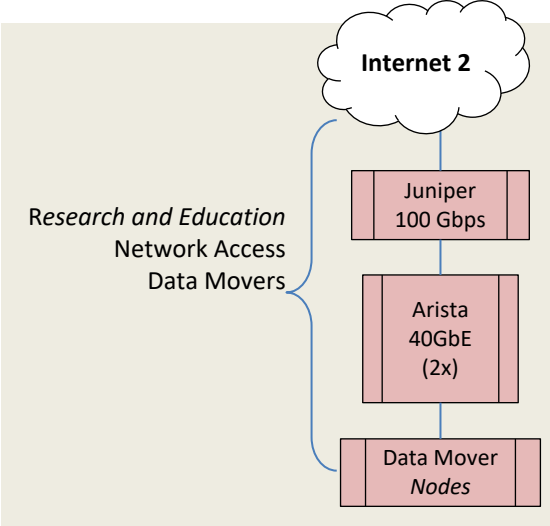 Internet 2
Research and Education
Network Access
Data Movers
Juniper
100 Gbps
Arista
40GbE
(2x)
Data Mover
Nodes